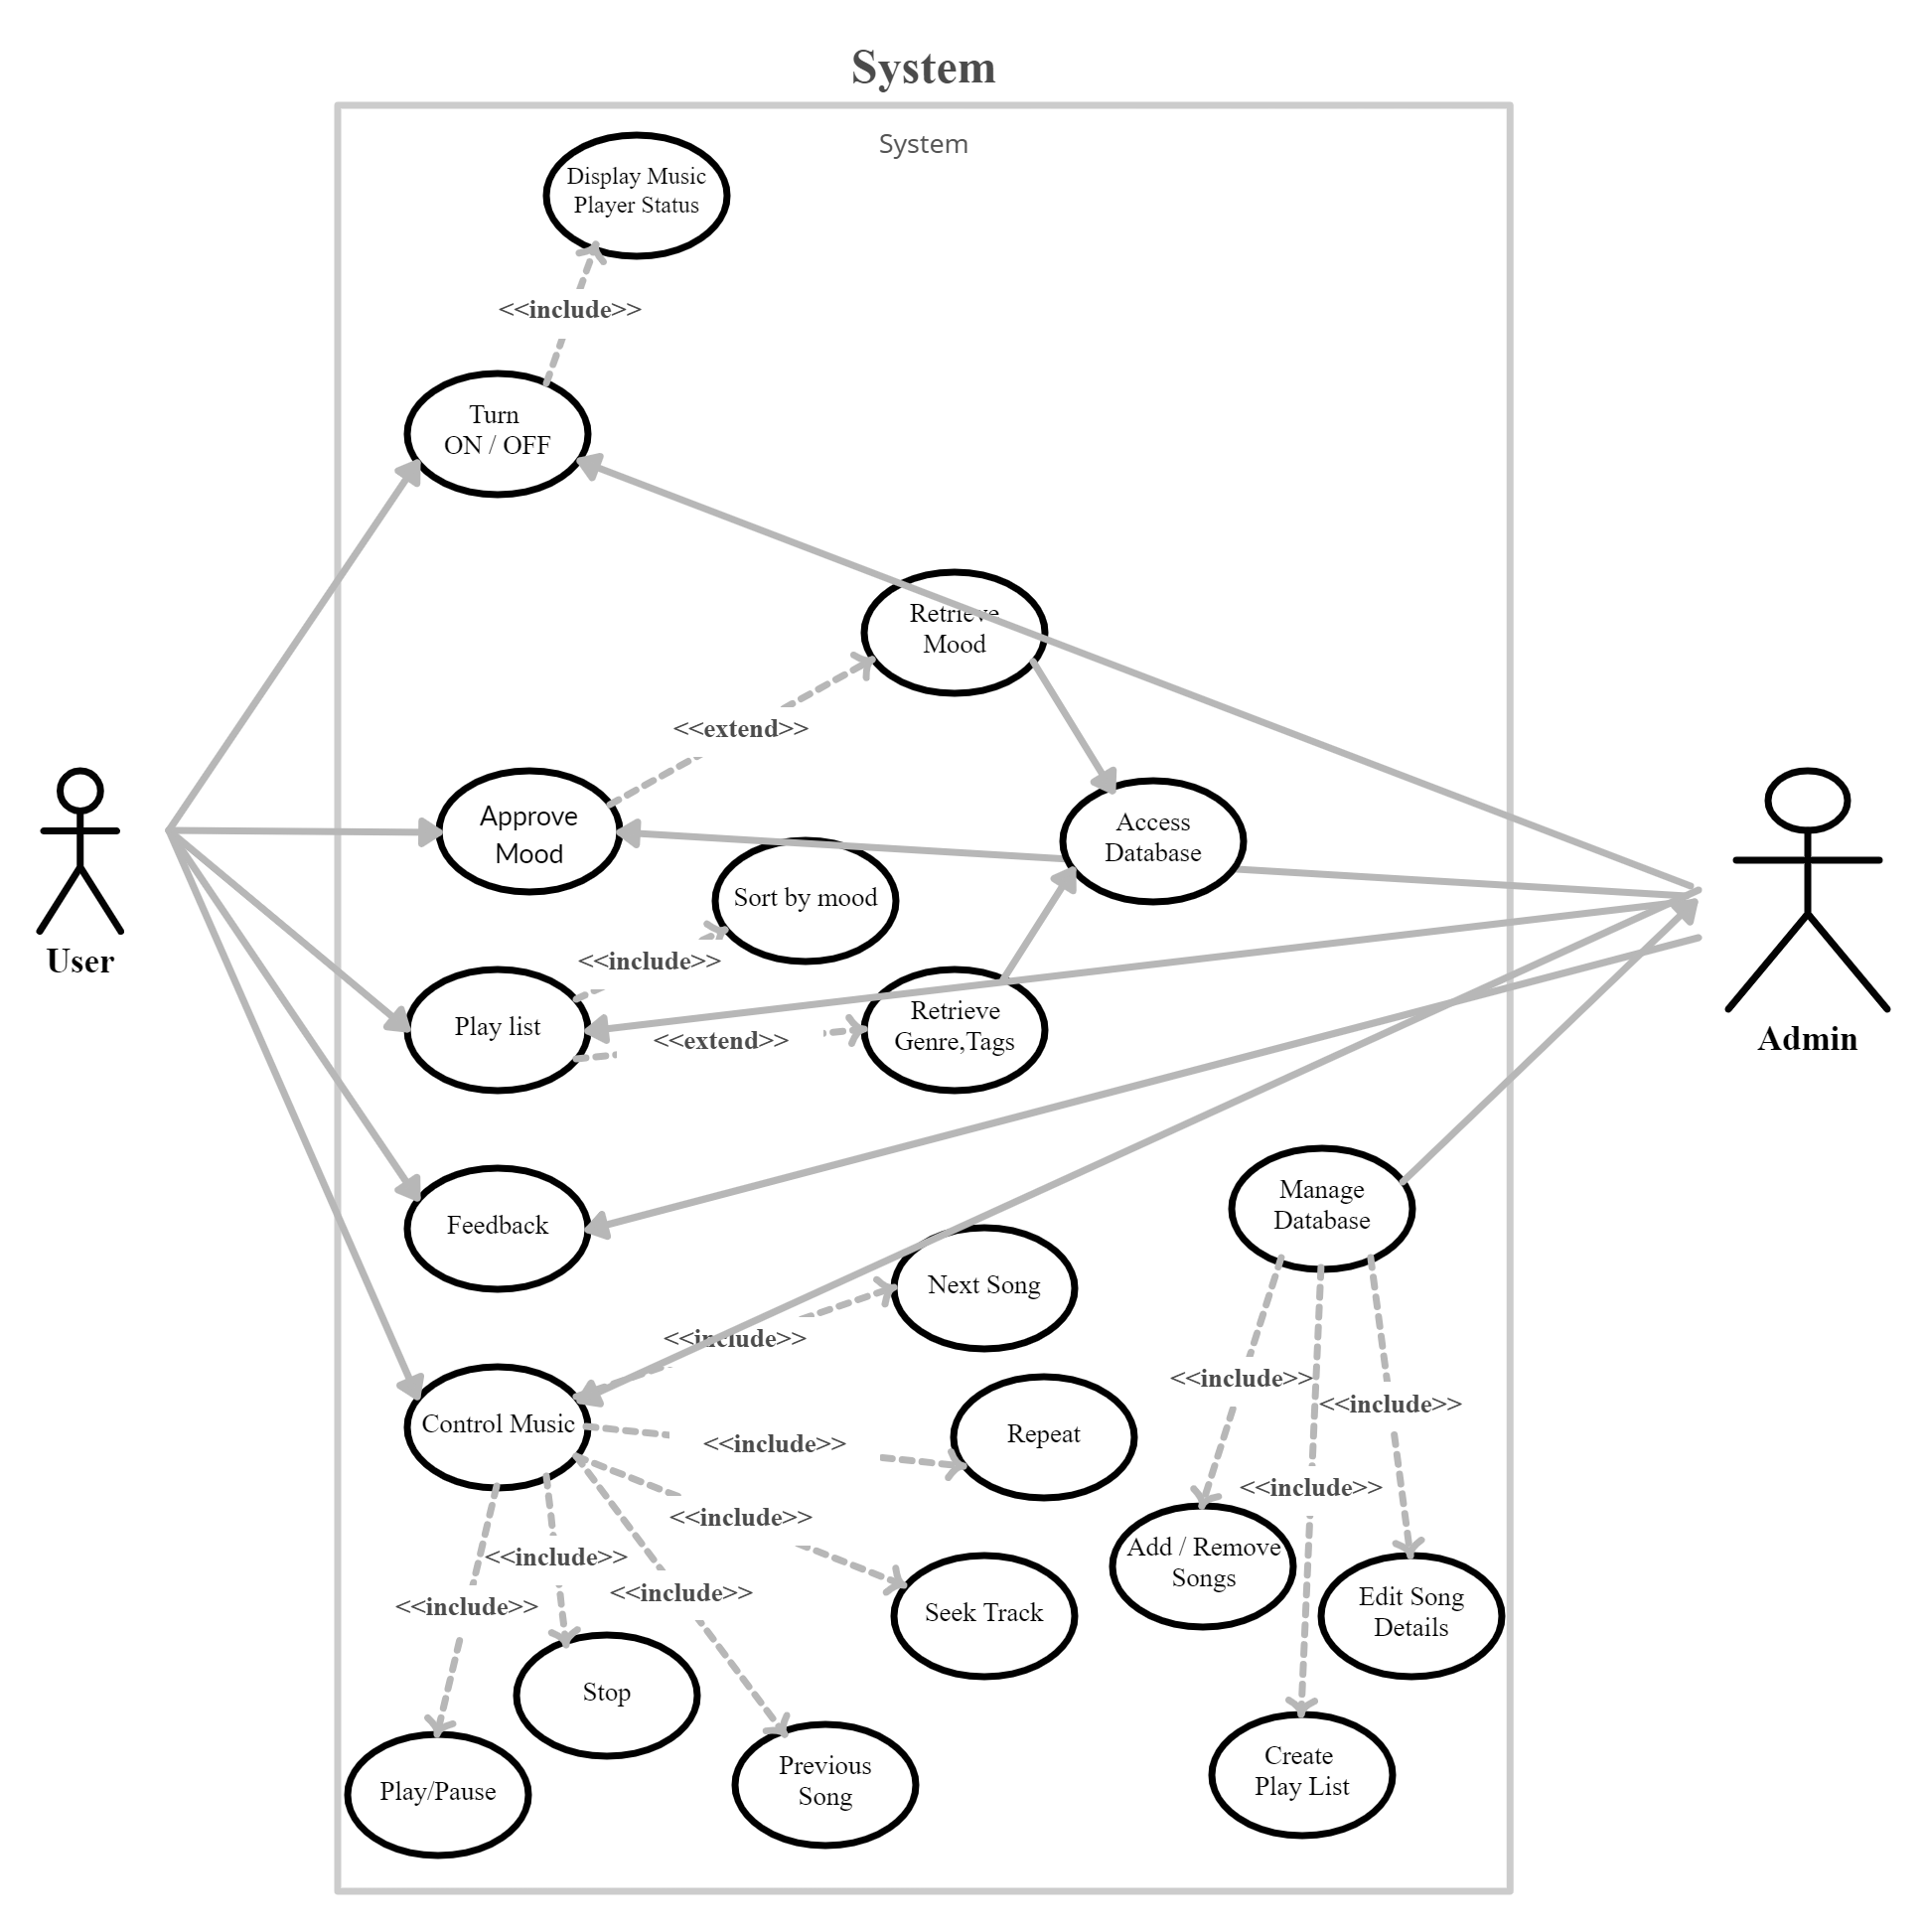 System
System
Display Music
Player Status
<<include>>
Turn
ON / OFF
Retrieve
Mood
<<extend>>
Approve
Mood
Access
Database
Sort by mood
<<include>>
User
Play list
<<extend>>
Retrieve
Genre,Tags
Admin
Feedback
Manage
Database
Next Song
<<include>>
Control Music
<<include>>
Repeat
<<include>>
<<include>>
<<include>>
<<include>>
<<include>>
<<include>>
<<include>>
Add / Remove
Songs
Edit Song
Details
Seek Track
Stop
Previous
Song
Play/Pause
Create
Play List